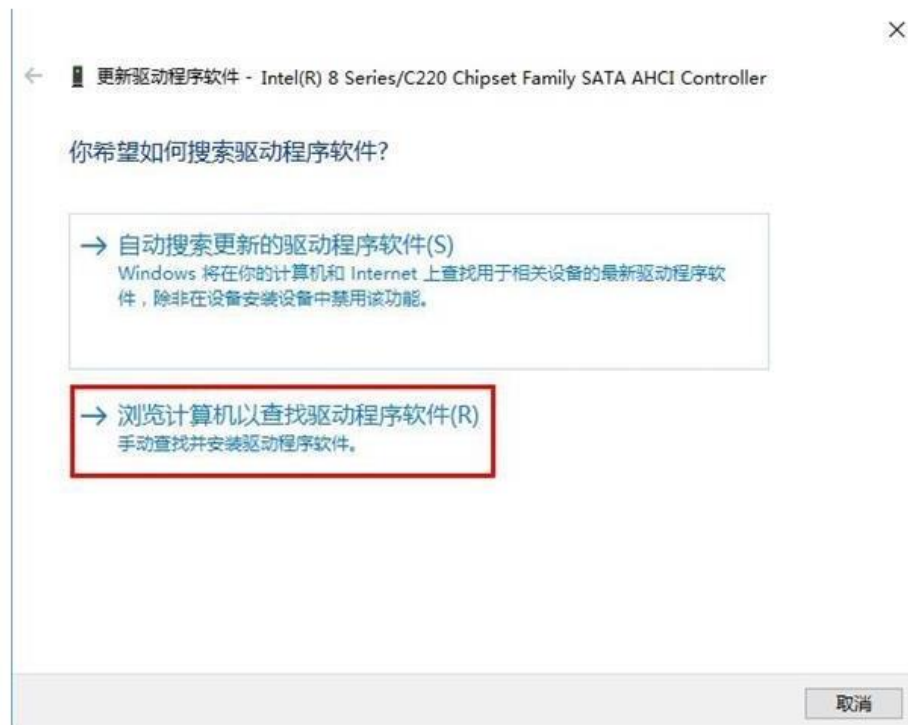 更新驱动程序软件 - Intel(R) 8 Series/C220 Chipset Family SATA AHCI Controller
你希望如何搜索驱动程序软件?
自动搜索更新的驱动程序软件(S)
Windows 将在你的计算机和 Internet 上查找用于相关设备的最新驱动程序软
件，除非在设备安装设备中禁用该功能。
浏览计算机以查找驱动程序软件(R)
手动查找并安装驱动程序软件。
取消